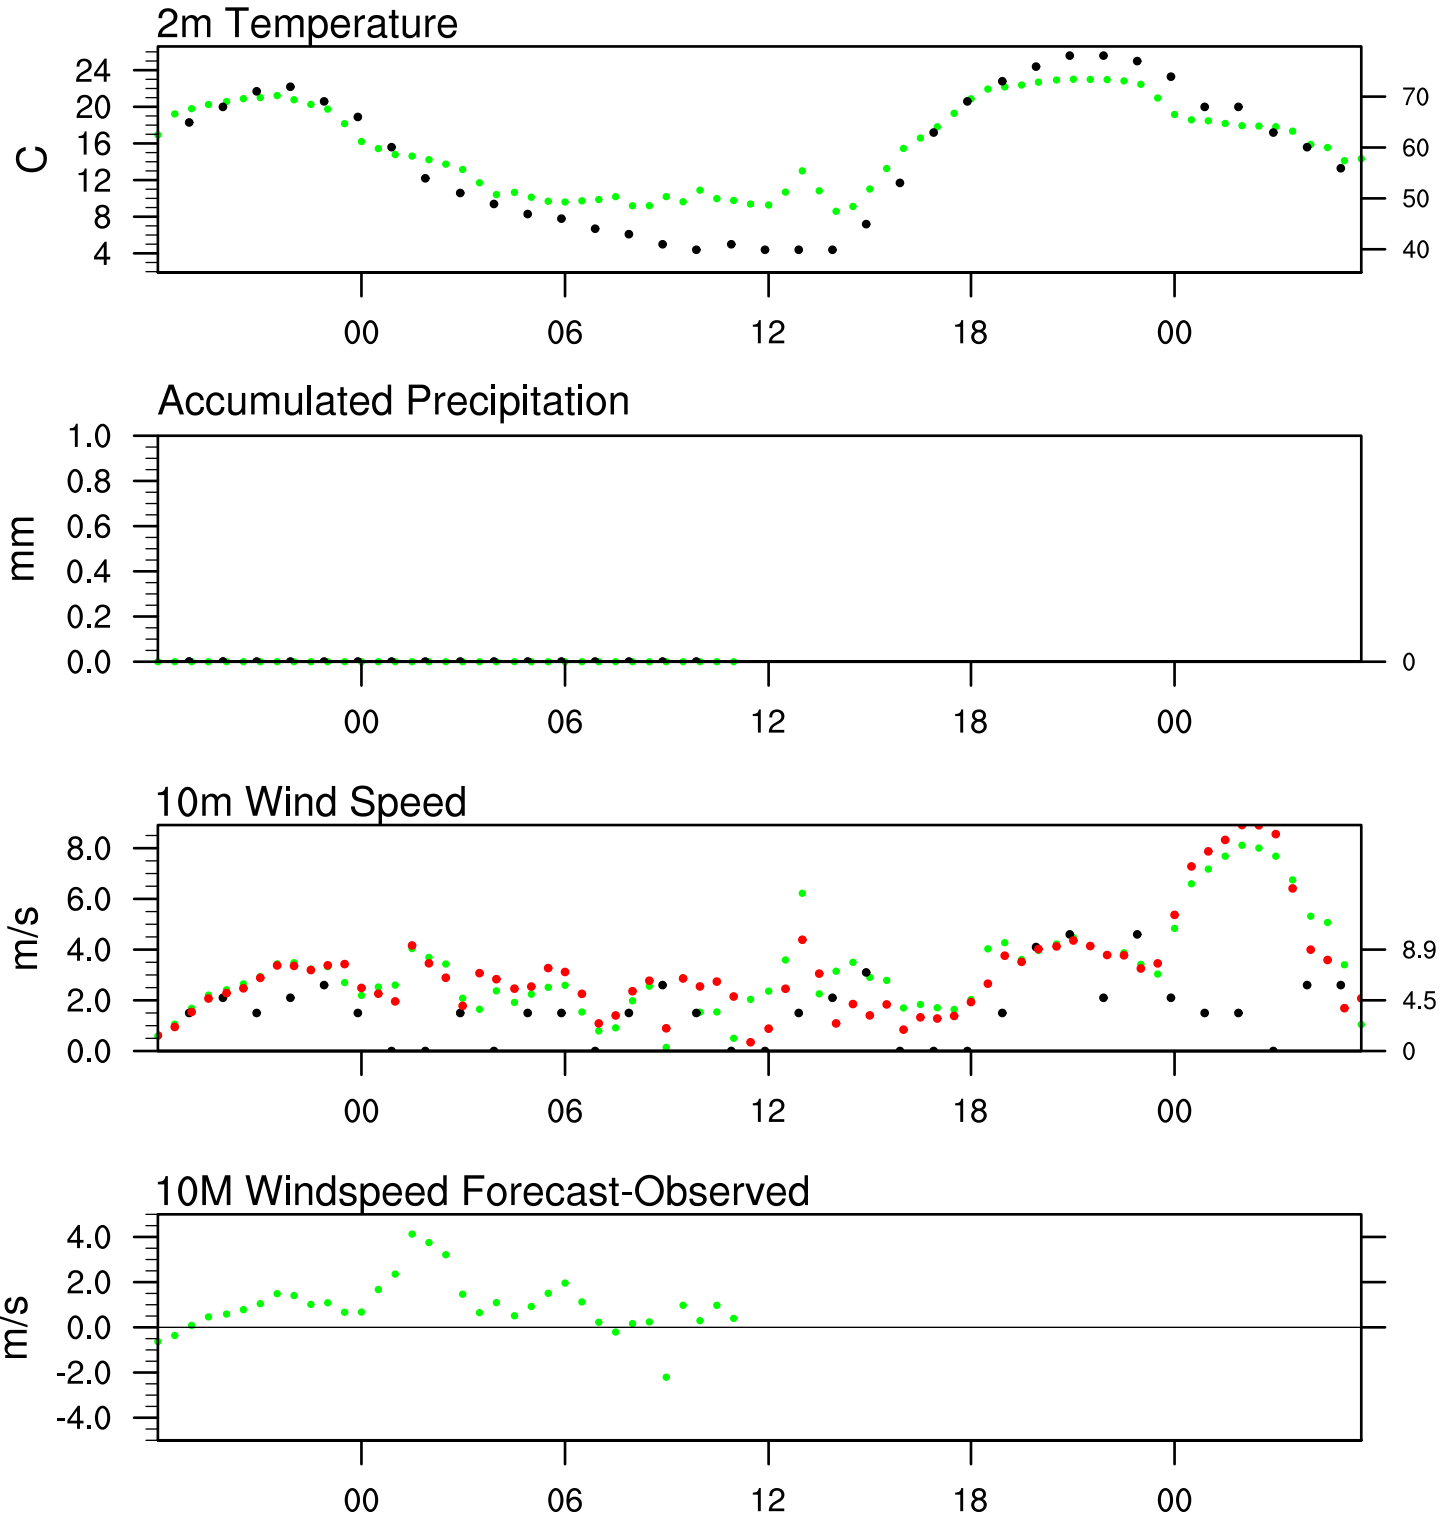 2m Temperature
24
20
16
12
8
4
C
70
60
50
40
00 06 12 18 00
Accumulated Precipitation
1.0
0.8
0.6
0.4
0.2
0.0
mm
0
00 06 12 18 00
10m Wind Speed
8.0
6.0
4.0
2.0
0.0
m/s
8.9
4.5
0
00 06 12 18 00
10M Windspeed Forecast-Observed
4.0
2.0
0.0
-2.0
-4.0
m/s
00 06 12 18 00